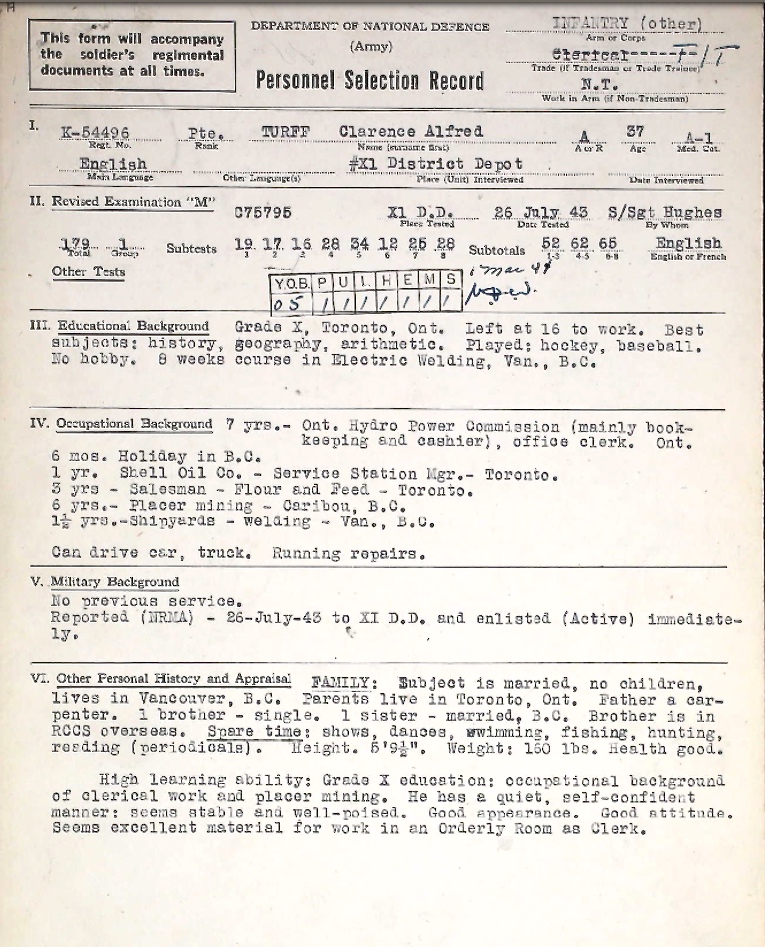 This form will accompany
the soldier's regimental
documents at all times.
DEPARTMENT OF NATIONAL DEFENCE
(Army)
Personnel Selection Record
INFANTRY (other)
Arm or Corps
Clerical-----T/T
Trade (if Tradesman or Trade Trainee)
N.T.
Work in Arm (if Non-Tradesman)
I. K-54496 Pte. TURFF Clarence Alfred A 37 A-1
Regt. No. Rank Name (surname first) A or R Age Med. Cat.
English #X1 District Depot
Main Language Other Language(s) Place (Unit) Interviewed Date Interviewed
II. Revised Examination "M" C75795 X1 D.D. 26 July 43 S/Sgt Hughes
Place Tested Date Tested By Whom
179 1 Subtests 19 17 16 28 34 12 25 28 Subtotals 52 62 65 English
Total Group 1 2 3 4 5 6 7 8 1-3 4-5 6-8 English or French
Other Tests
Y.O.B. P U L H E M S
05 1 1 1 1 1 1 1
1 Mar 44
III. Educational Background Grade X, Toronto, Ont. Left at 16 to work. Best
subjects: history, geography, arithmetic. Played: hockey, baseball.
No hobby. 8 weeks course in Electric Welding, Van., B.C.
IV. Occupational Background 7 yrs.- Ont. Hydro Power Commission (mainly book-
keeping and cashier), office clerk. Ont.
6 mos. Holiday in B.C.
1 yr. Shell Oil Co. - Service Station Mgr.- Toronto.
3 yrs - Salesman - Flour and Feed - Toronto.
6 yrs.- Placer mining - Caribou, B.C.
1½ yrs.-Shipyards - welding - Van., B.C.
Can drive car, truck. Running repairs.
V. Military Background
No previous service.
Reported (NRMA) - 26-July-43 to XI D.D. and enlisted (Active) immediate-
ly.
VI. Other Personal History and Appraisal FAMILY: Subject is married, no children,
lives in Vancouver, B.C. Parents live in Toronto, Ont. Father a car-
penter. 1 brother - single. 1 sister - married, B.C. Brother is in
RCCS overseas. Spare time: shows, dances, swimming, fishing, hunting,
reading (periodicals). Height. 5'9½". Weight: 160 lbs. Health good.
High learning ability: Grade X education: occupational background
of clerical work and placer mining. He has a quiet, self-confident
manner: seems stable and well-poised. Good appearance. Good attitude.
Seems excellent material for work in an Orderly Room as Clerk.